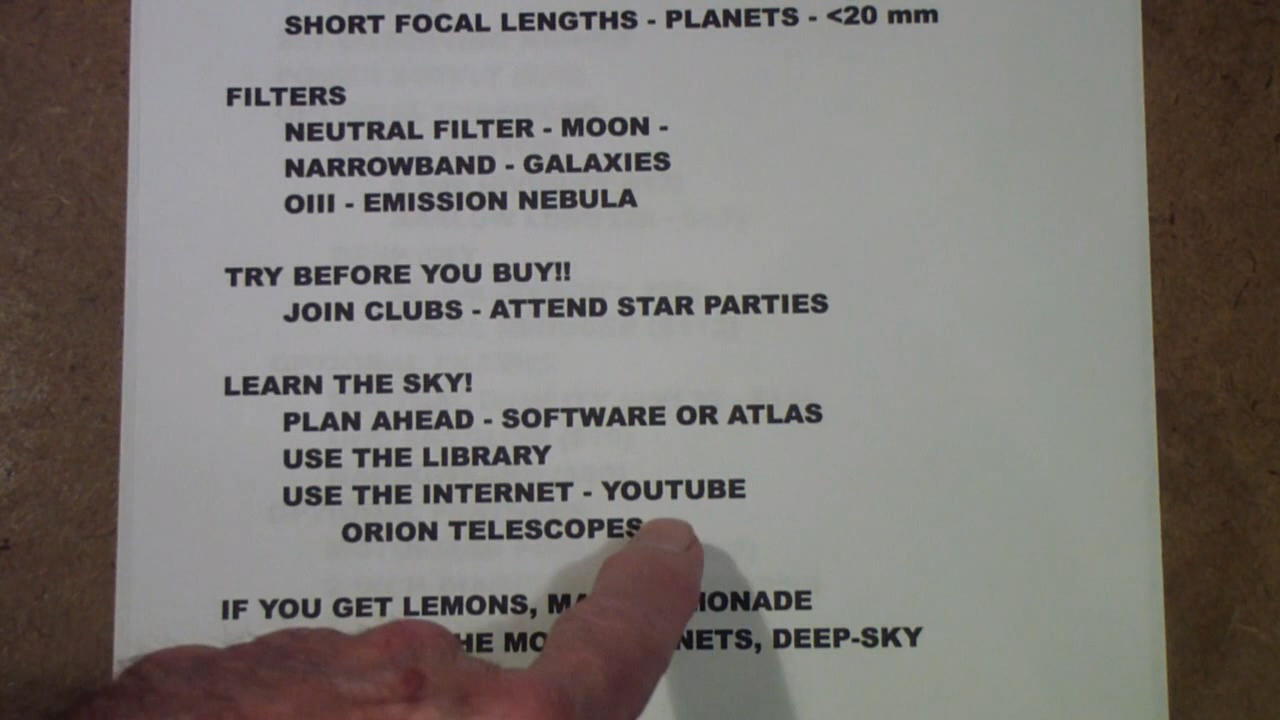 SHORT FOCAL LENGTHS - PLANETS - <20 mm
FILTERS
NEUTRAL FILTER - MOON -
NARROWBAND - GALAXIES
OIII - EMISSION NEBULA
TRY BEFORE YOU BUY!!
JOIN CLUBS - ATTEND STAR PARTIES
LEARN THE SKY!
PLAN AHEAD - SOFTWARE OR ATLAS
USE THE LIBRARY
USE THE INTERNET - YOUTUBE
ORION TELESCOPES
IF YOU GET LEMONS,
DEEP-SKY